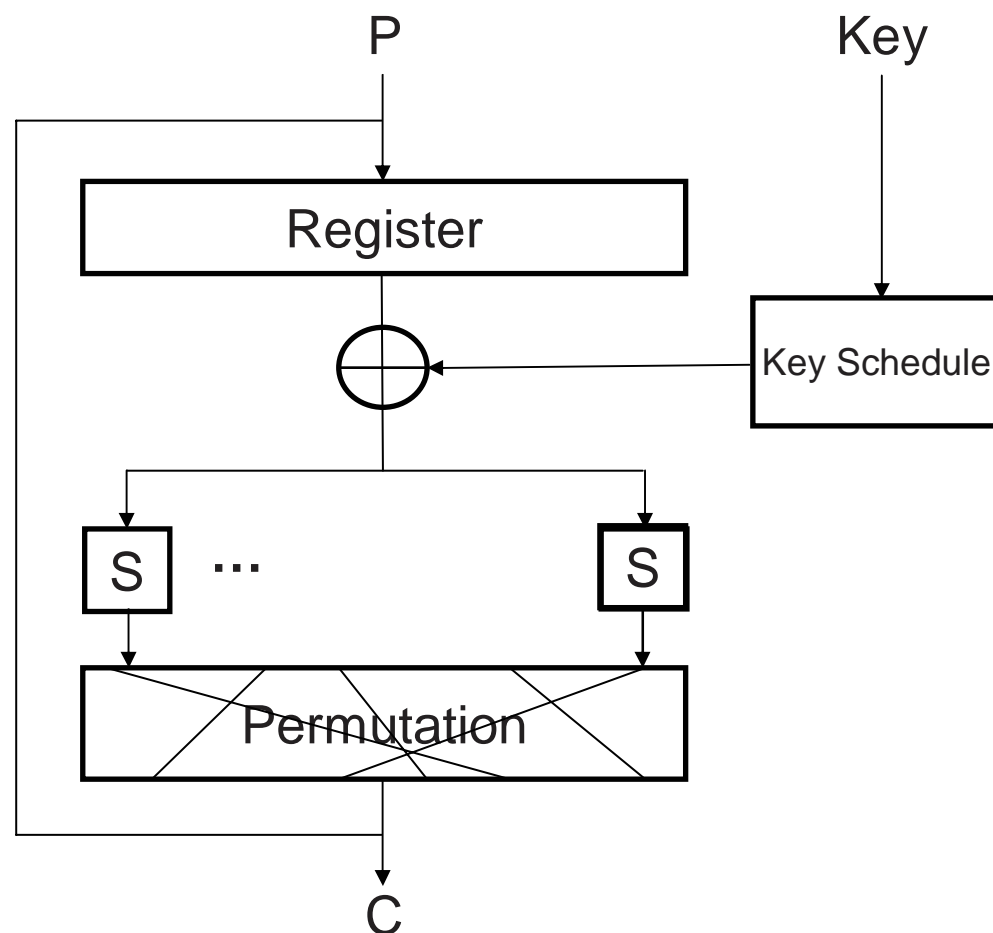 P
Key
Register
Key Schedule
S ... S
Permutation
C